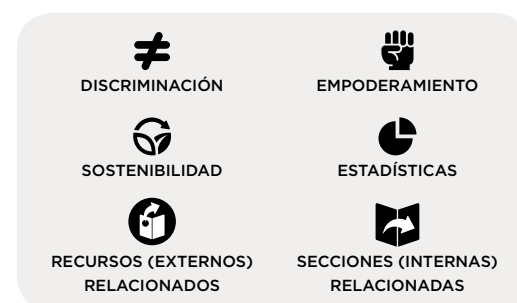 DISCRIMINACIÓN
EMPODERAMIENTO
SOSTENIBILIDAD
ESTADÍSTICAS
RECURSOS (EXTERNOS)
RELACIONADOS
SECCIONES (INTERNAS)
RELACIONADAS